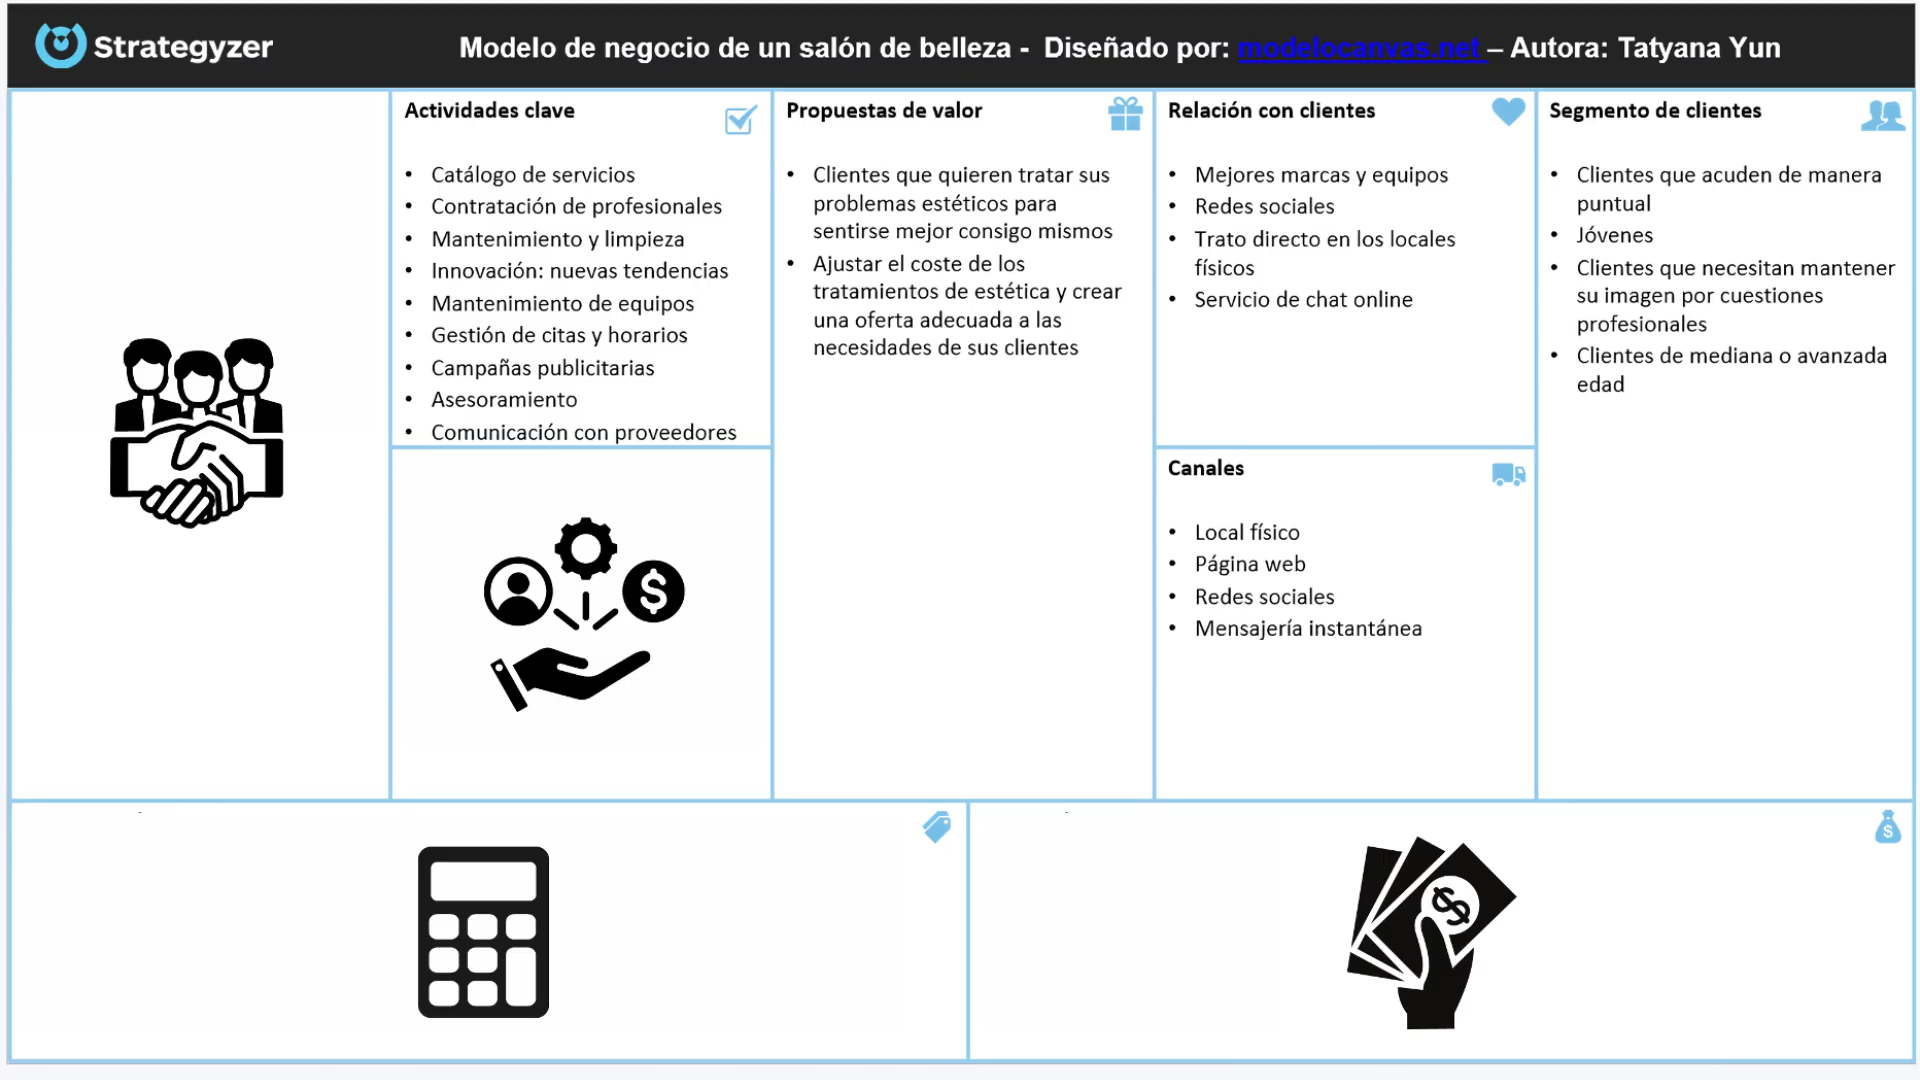 Strategyzer
Modelo de negocio de un salón de belleza - Diseñado por: modelocanvas.net – Autora: Tatyana Yun
Actividades clave
• Catálogo de servicios
• Contratación de profesionales
• Mantenimiento y limpieza
• Innovación: nuevas tendencias
• Mantenimiento de equipos
• Gestión de citas y horarios
• Campañas publicitarias
• Asesoramiento
• Comunicación con proveedores
Propuestas de valor
• Clientes que quieren tratar sus
problemas estéticos para
sentirse mejor consigo mismos
• Ajustar el coste de los
tratamientos de estética y crear
una oferta adecuada a las
necesidades de sus clientes
Relación con clientes
• Mejores marcas y equipos
• Redes sociales
• Trato directo en los locales
físicos
• Servicio de chat online
Canales
• Local físico
• Página web
• Redes sociales
• Mensajería instantánea
Segmento de clientes
• Clientes que acuden de manera
puntual
• Jóvenes
• Clientes que necesitan mantener
su imagen por cuestiones
profesionales
• Clientes de mediana o avanzada
edad
$
$
$